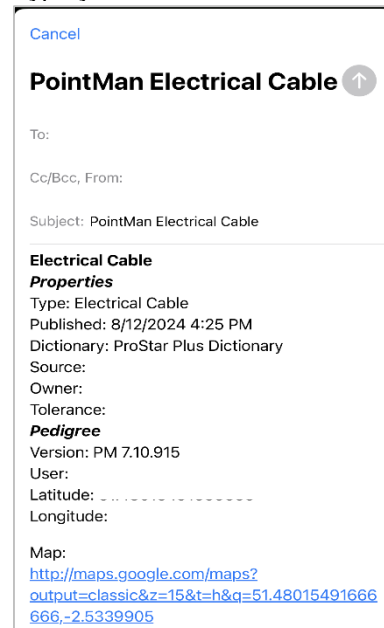 Cancel
PointMan Electrical Cable
To:
Cc/Bcc, From:
Subject: PointMan Electrical Cable
Electrical Cable
Properties
Type: Electrical Cable
Published: 8/12/2024 4:25 PM
Dictionary: ProStar Plus Dictionary
Source:
Owner:
Tolerance:
Pedigree
Version: PM 7.10.915
User:
Latitude:
Longitude:
Map:
http://maps.google.com/maps?
output=classic&z=15&t=h&q=51.48015491666
666,-2.5339905